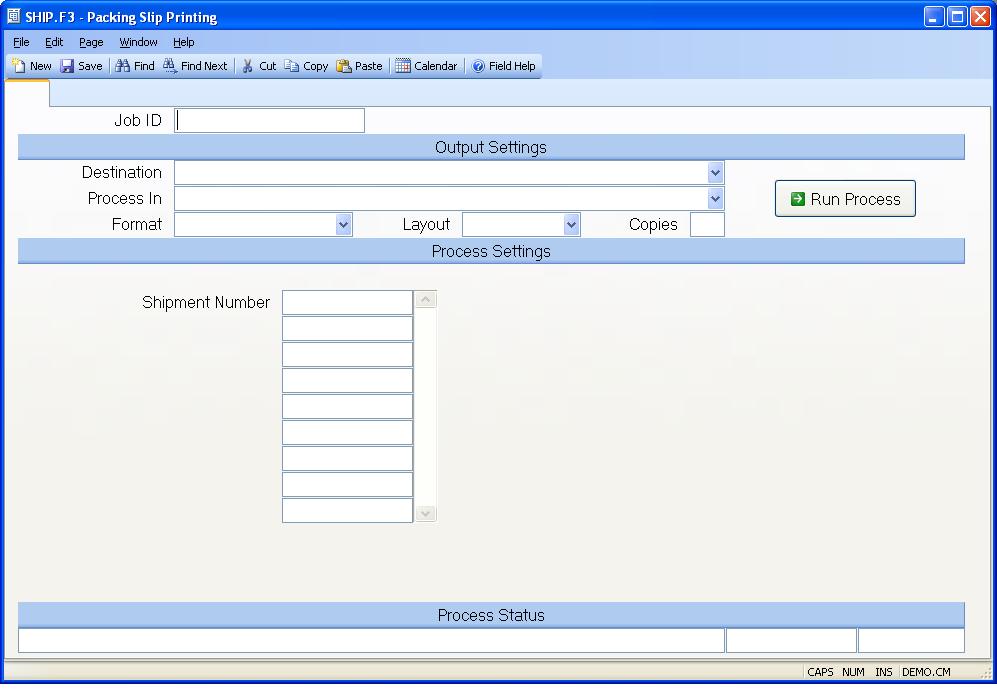 SHIP.F3 - Packing Slip Printing
File Edit Page Window Help
New Save Find Find Next Cut Copy Paste Calendar Field Help
Job ID
Output Settings
Destination
Process In
Run Process
Format Layout Copies
Process Settings
Shipment Number
Process Status
CAPS NUM INS DEMO.CM